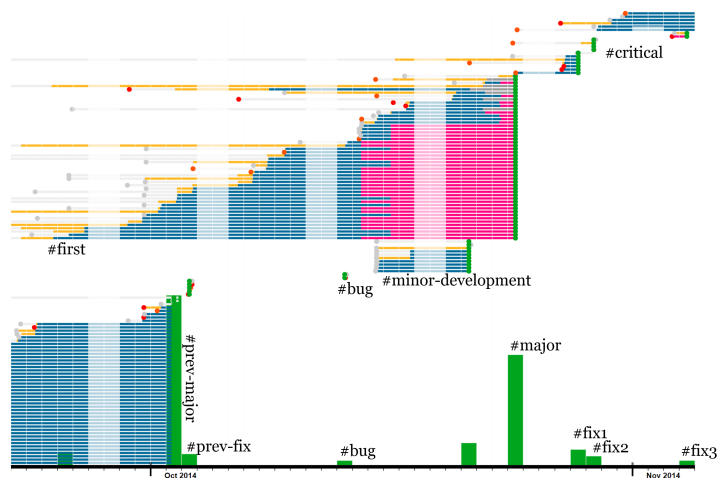 #critical
#first
#minor-development
#bug
#prev-major
#major
#prev-fix
#bug
#fix1
#fix2
#fix3
Oct 2014
Nov 2014